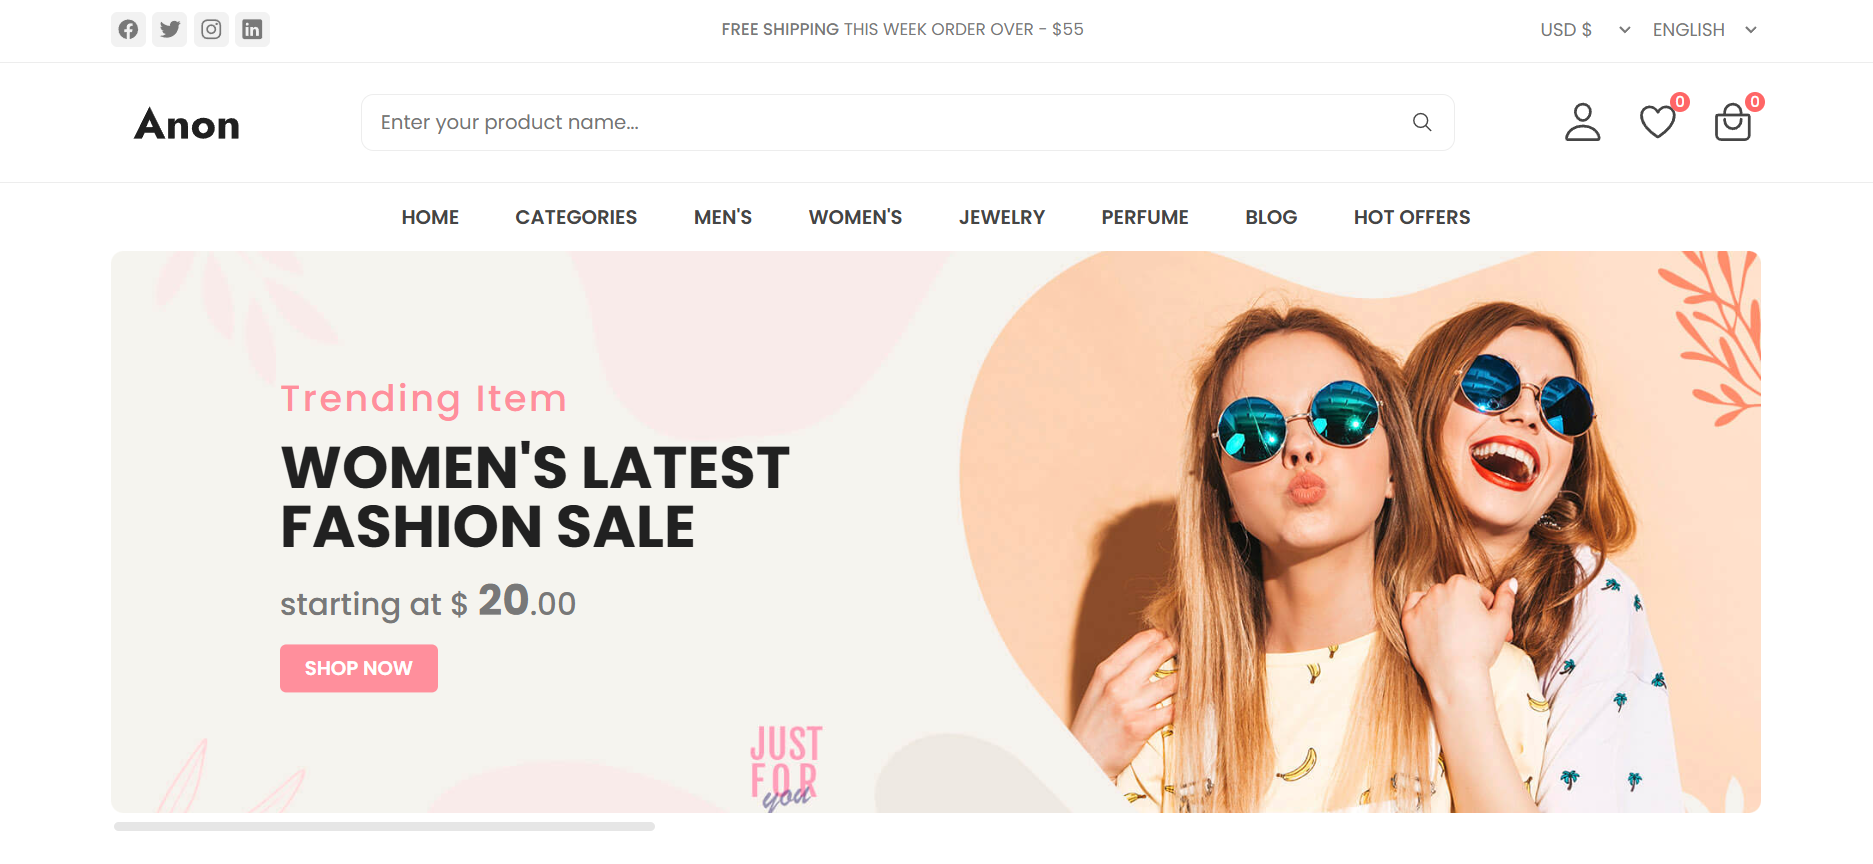 FREE SHIPPING THIS WEEK ORDER OVER - $55
USD $
ENGLISH
Anon
Enter your product name...
0
0
HOME
CATEGORIES
MEN'S
WOMEN'S
JEWELRY
PERFUME
BLOG
HOT OFFERS
Trending Item
WOMEN'S LATEST
FASHION SALE
starting at $ 20.00
SHOP NOW
JUST
FOR
you